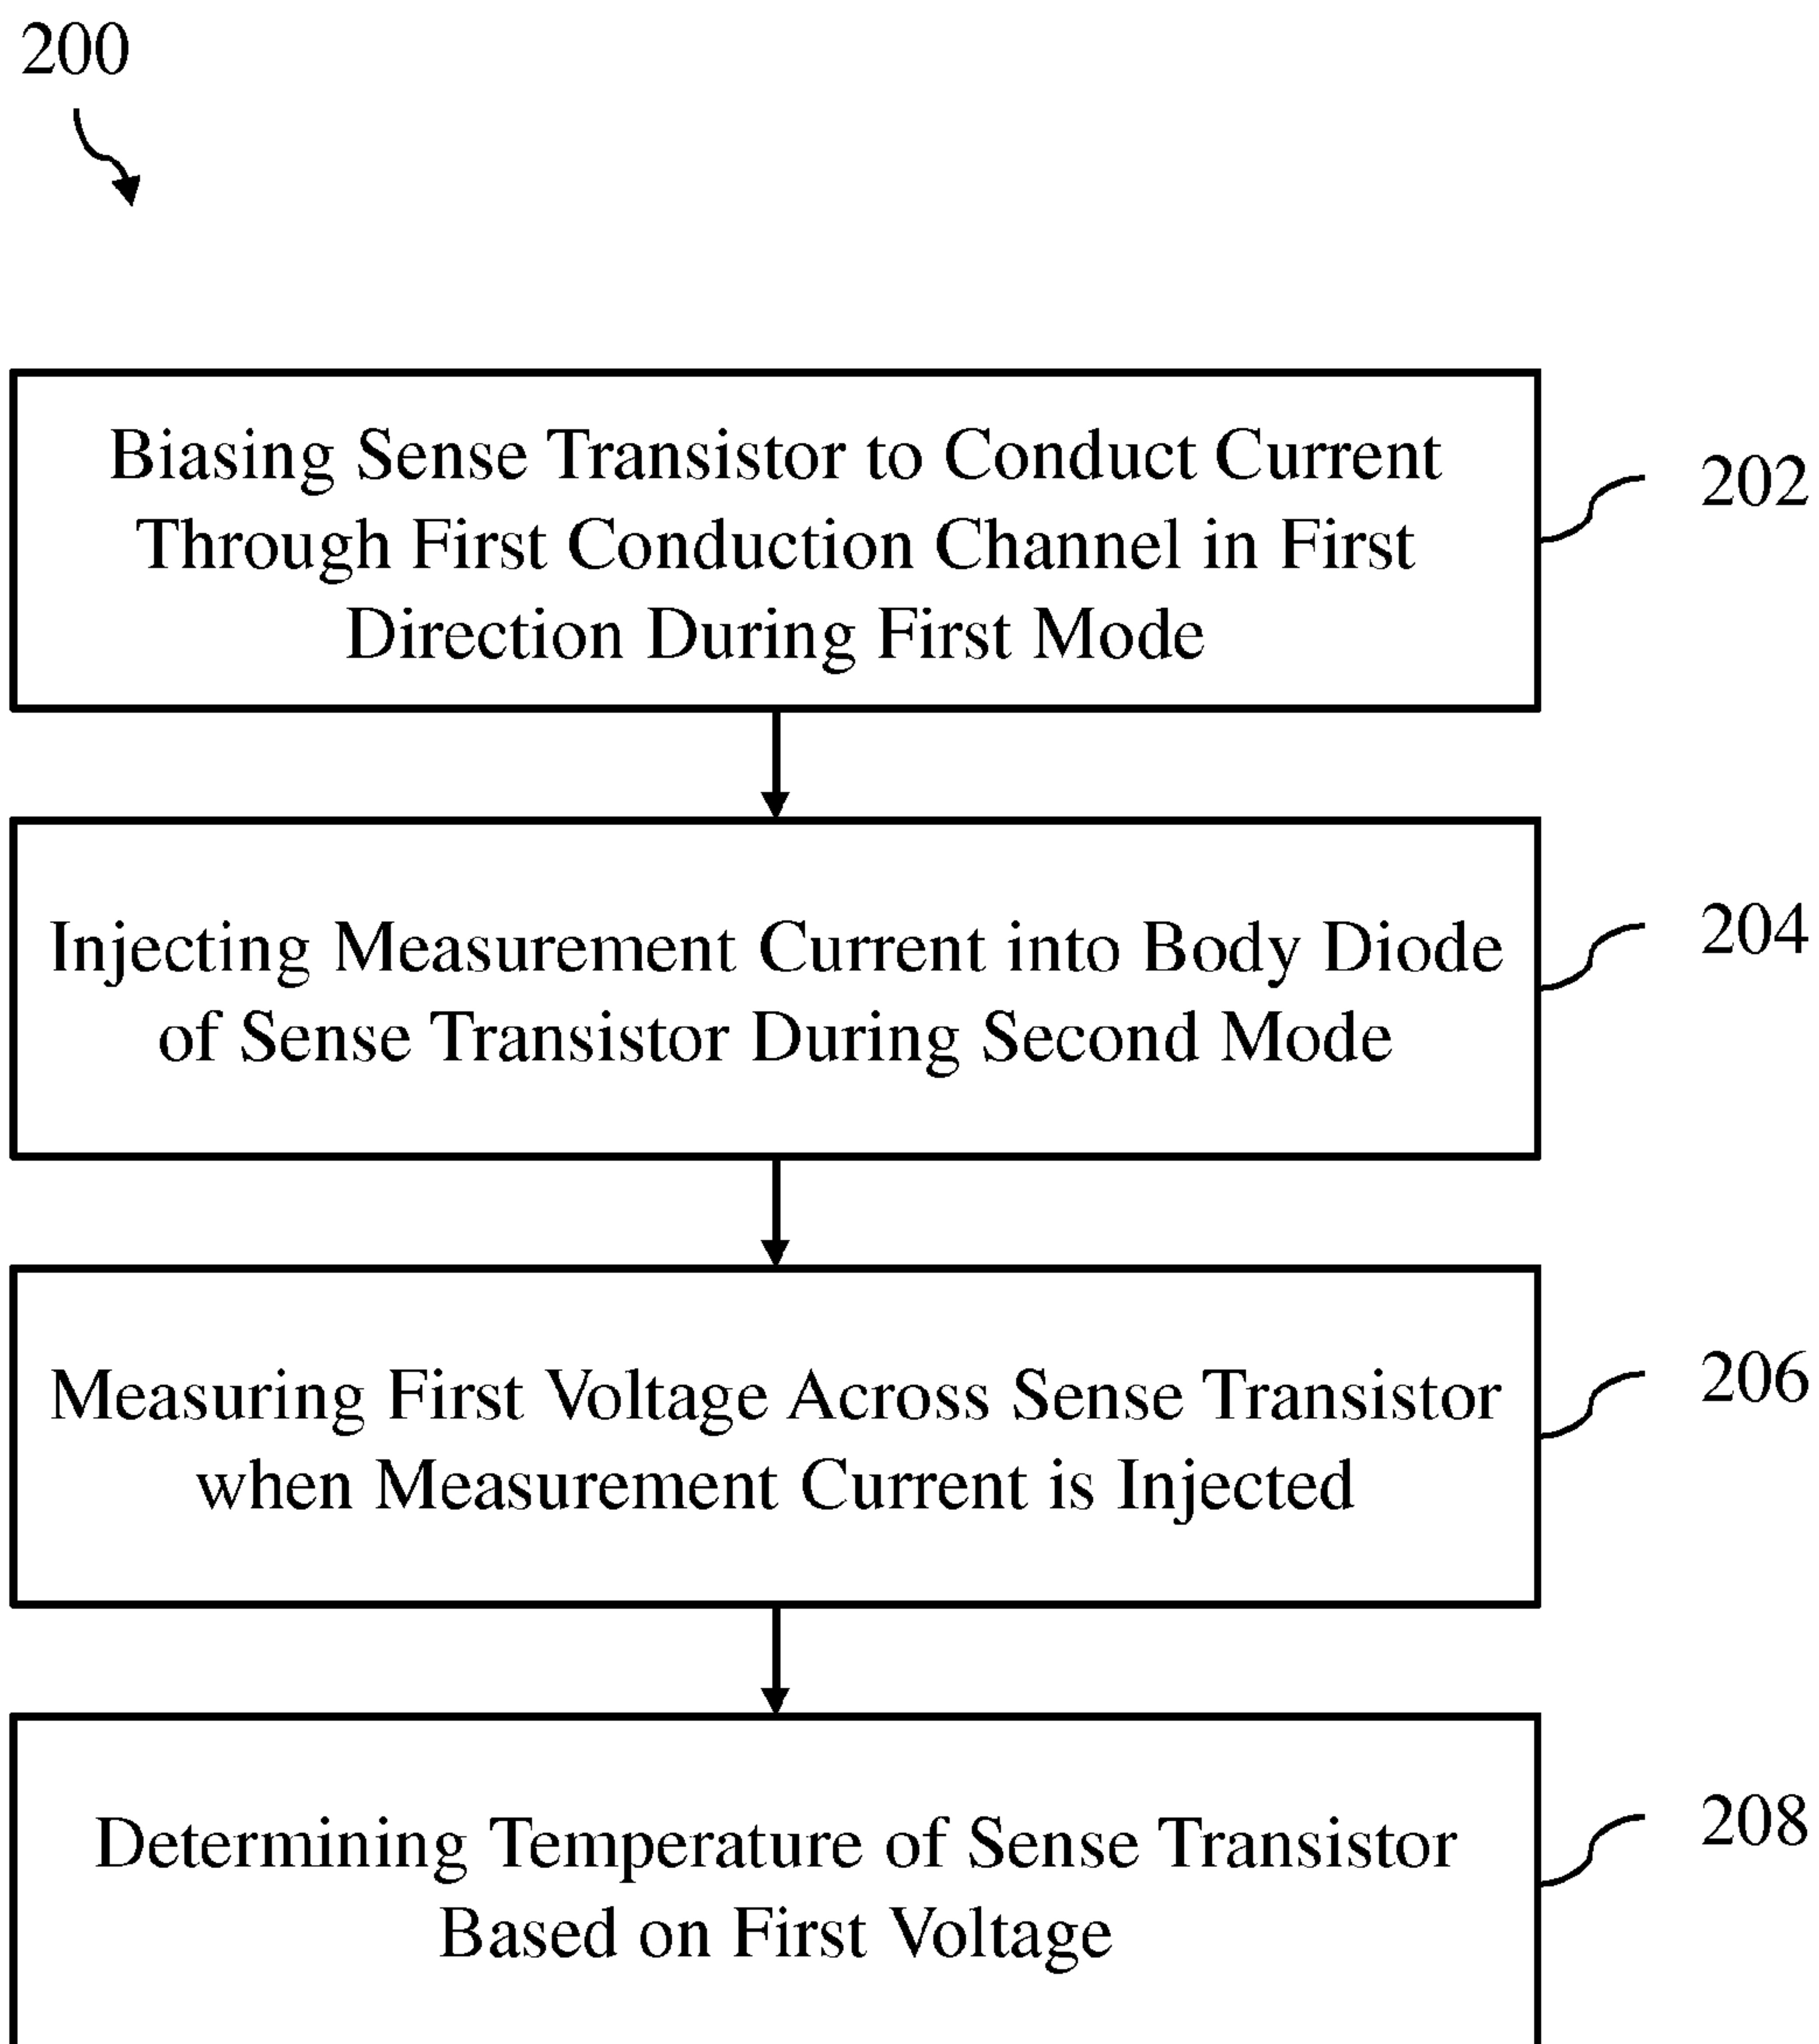 200
Biasing Sense Transistor to Conduct Current
Through First Conduction Channel in First
Direction During First Mode
202
Injecting Measurement Current into Body Diode
of Sense Transistor During Second Mode
204
Measuring First Voltage Across Sense Transistor
when Measurement Current is Injected
206
Determining Temperature of Sense Transistor
Based on First Voltage
208